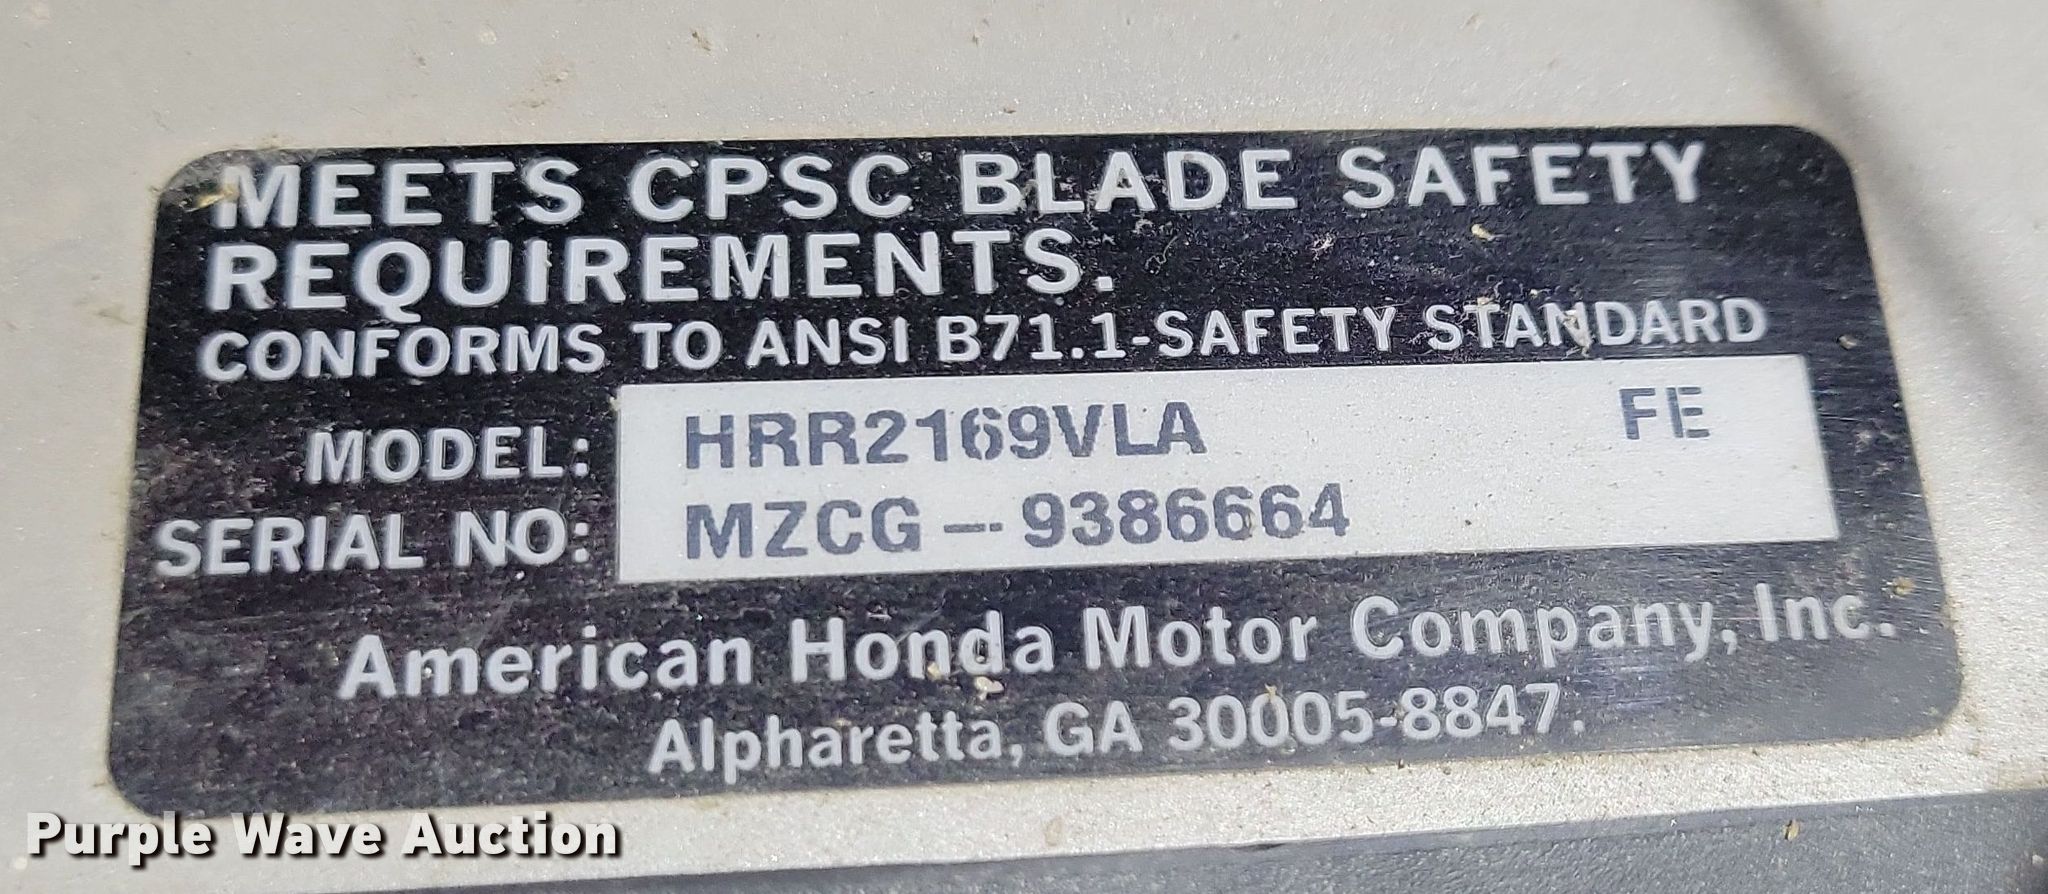 MEETS CPSC BLADE SAFETY
REQUIREMENTS.
CONFORMS TO ANSI B71.1-SAFETY STANDARD
MODEL: HRR2169VLA FE
SERIAL NO: MZCG-9386664
American Honda Motor Company, Inc.
Alpharetta, GA 30005-8847.
Purple Wave Auction